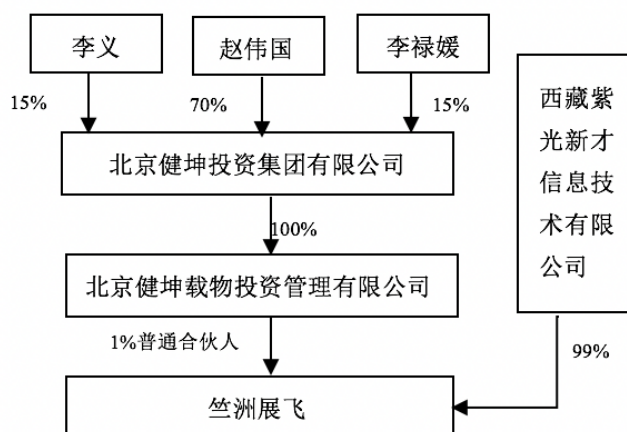 李义
赵伟国
李禄媛
15%
70%
15%
西藏紫
光新才
信息技
术有限
公司
北京健坤投资集团有限公司
100%
北京健坤载物投资管理有限公司
1%普通合伙人
99%
竺洲展飞